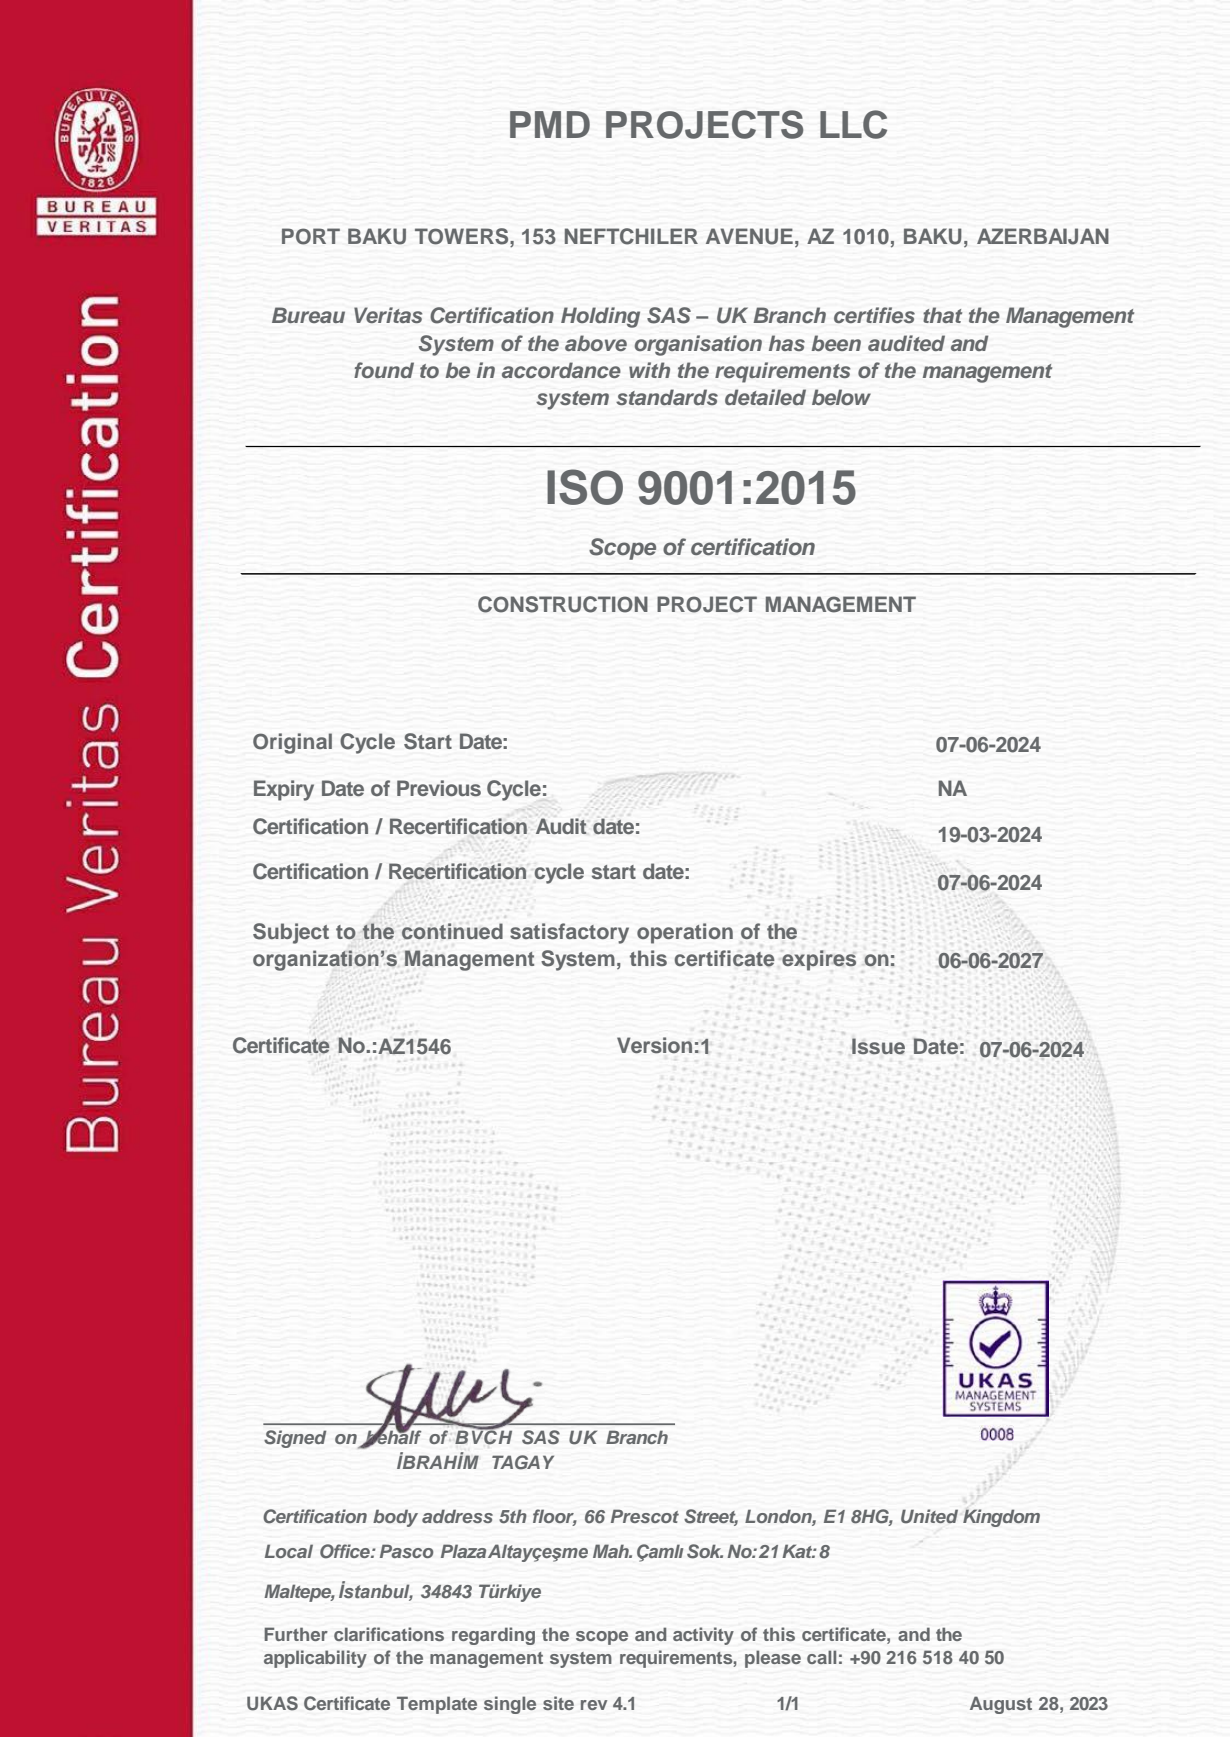 BUREAU VERITAS
1828
BUREAU
VERITAS
Bureau Veritas Certification
PMD PROJECTS LLC
PORT BAKU TOWERS, 153 NEFTCHILER AVENUE, AZ 1010, BAKU, AZERBAIJAN
Bureau Veritas Certification Holding SAS – UK Branch certifies that the Management
System of the above organisation has been audited and
found to be in accordance with the requirements of the management
system standards detailed below
ISO 9001:2015
Scope of certification
CONSTRUCTION PROJECT MANAGEMENT
Original Cycle Start Date: 07-06-2024
Expiry Date of Previous Cycle: NA
Certification / Recertification Audit date: 19-03-2024
Certification / Recertification cycle start date: 07-06-2024
Subject to the continued satisfactory operation of the
organization’s Management System, this certificate expires on: 06-06-2027
Certificate No.:AZ1546 Version:1 Issue Date: 07-06-2024
UKAS
MANAGEMENT
SYSTEMS
0008
Signed on behalf of BVCH SAS UK Branch
İBRAHİM TAGAY
Certification body address 5th floor, 66 Prescot Street, London, E1 8HG, United Kingdom
Local Office: Pasco Plaza Altayçeşme Mah. Çamlı Sok. No: 21 Kat: 8
Maltepe, İstanbul, 34843 Türkiye
Further clarifications regarding the scope and activity of this certificate, and the
applicability of the management system requirements, please call: +90 216 518 40 50
UKAS Certificate Template single site rev 4.1 1/1 August 28, 2023